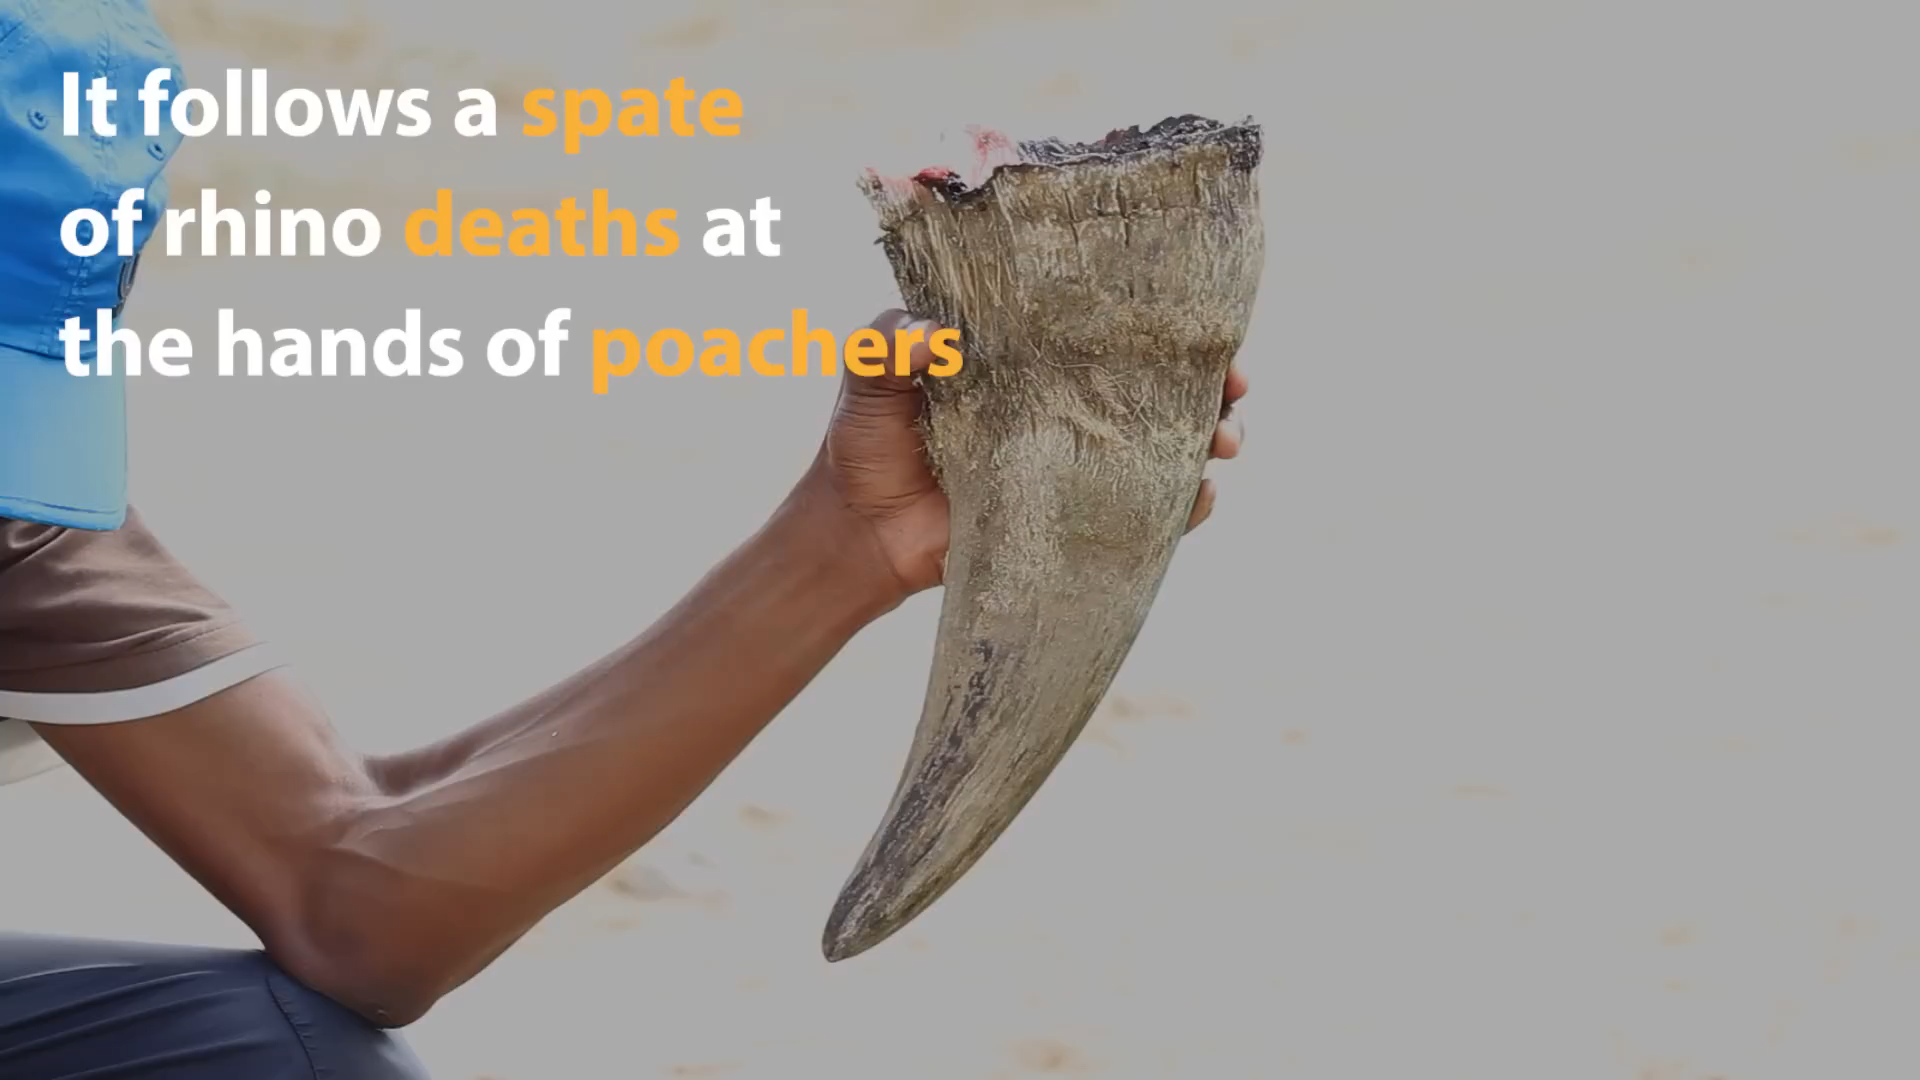 It follows a spate
of rhino deaths at
the hands of poachers